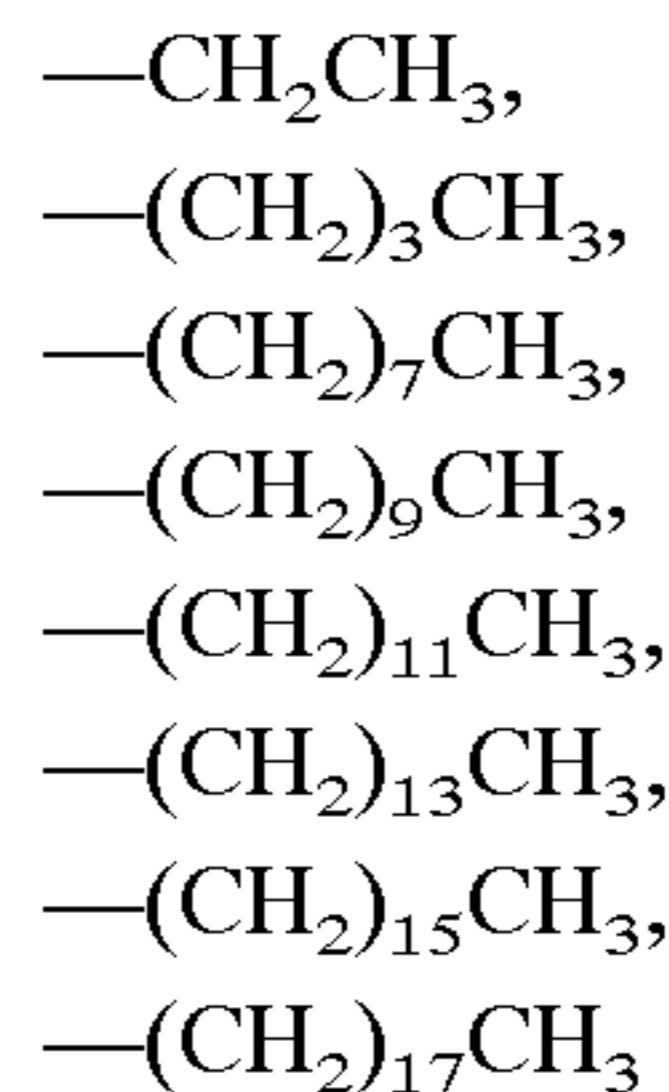 —CH₂CH₃,
—(CH₂)₃CH₃,
—(CH₂)₇CH₃,
—(CH₂)₉CH₃,
—(CH₂)₁₁CH₃,
—(CH₂)₁₃CH₃,
—(CH₂)₁₅CH₃,
—(CH₂)₁₇CH₃